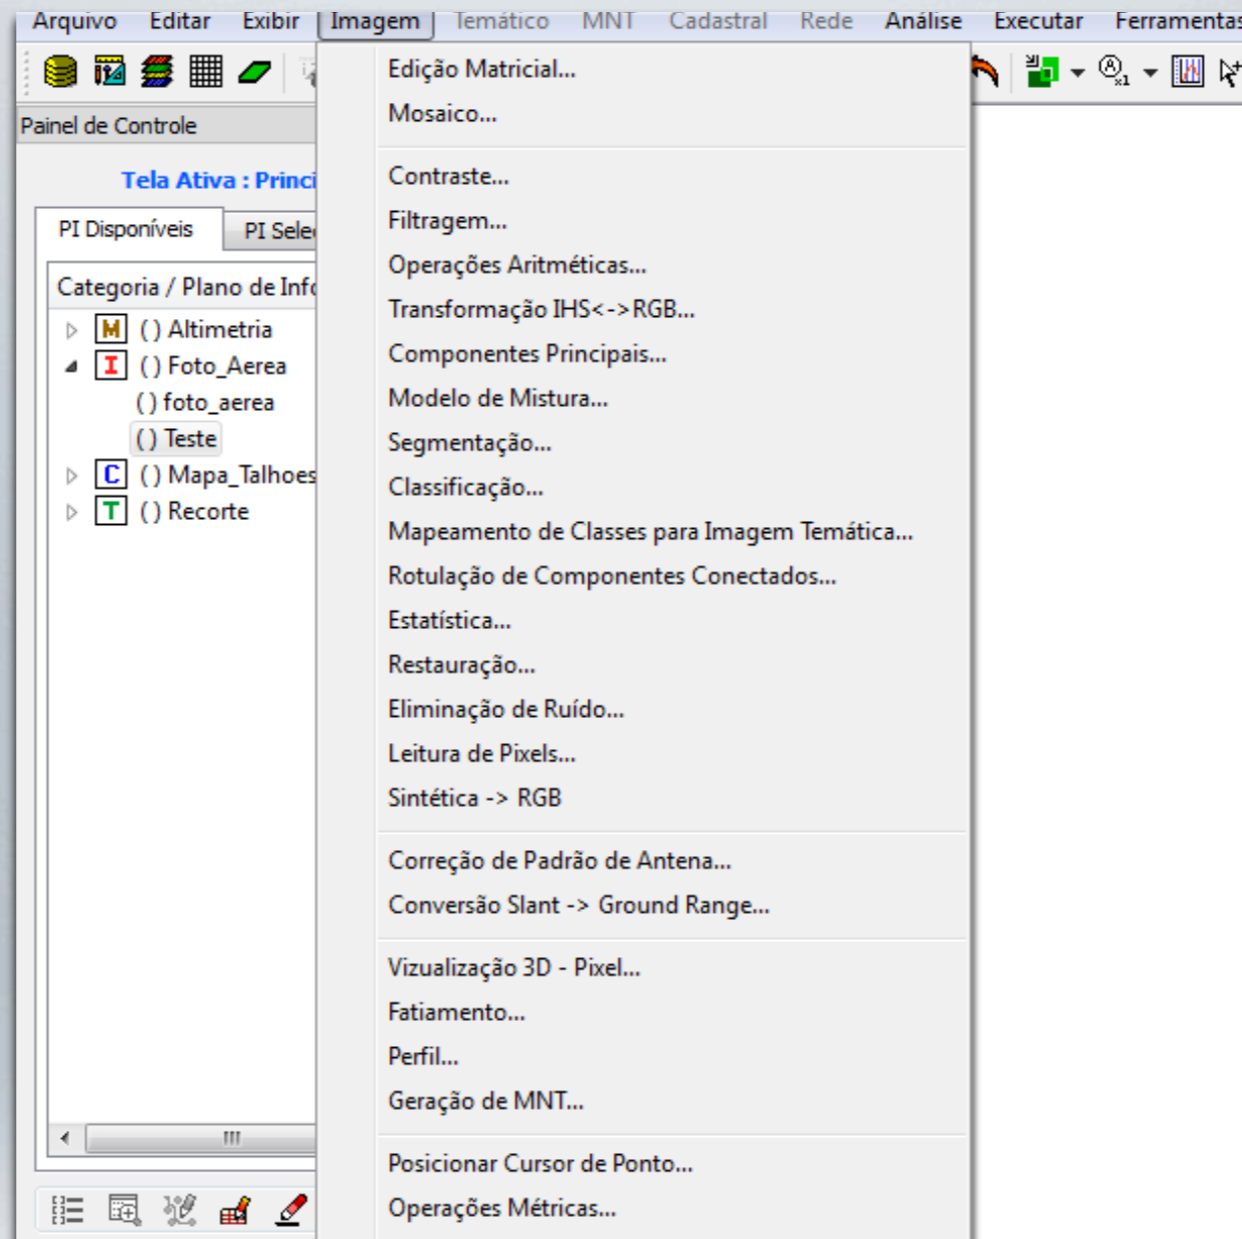 Arquivo Editar Exibir Imagem Temático MNT Cadastral Rede Análise Executar Ferramentas
Painel de Controle
Tela Ativa : Princi
PI Disponíveis PI Sele
Categoria / Plano de Info
M () Altimetria
I () Foto_Aerea
() foto_aerea
() Teste
C () Mapa_Talhoes
T () Recorte
Edição Matricial...
Mosaico...
Contraste...
Filtragem...
Operações Aritméticas...
Transformação IHS<->RGB...
Componentes Principais...
Modelo de Mistura...
Segmentação...
Classificação...
Mapeamento de Classes para Imagem Temática...
Rotulação de Componentes Conectados...
Estatística...
Restauração...
Eliminação de Ruído...
Leitura de Pixels...
Sintética -> RGB
Correção de Padrão de Antena...
Conversão Slant -> Ground Range...
Vizualização 3D - Pixel...
Fatiamento...
Perfil...
Geração de MNT...
Posicionar Cursor de Ponto...
Operações Métricas...
A x1